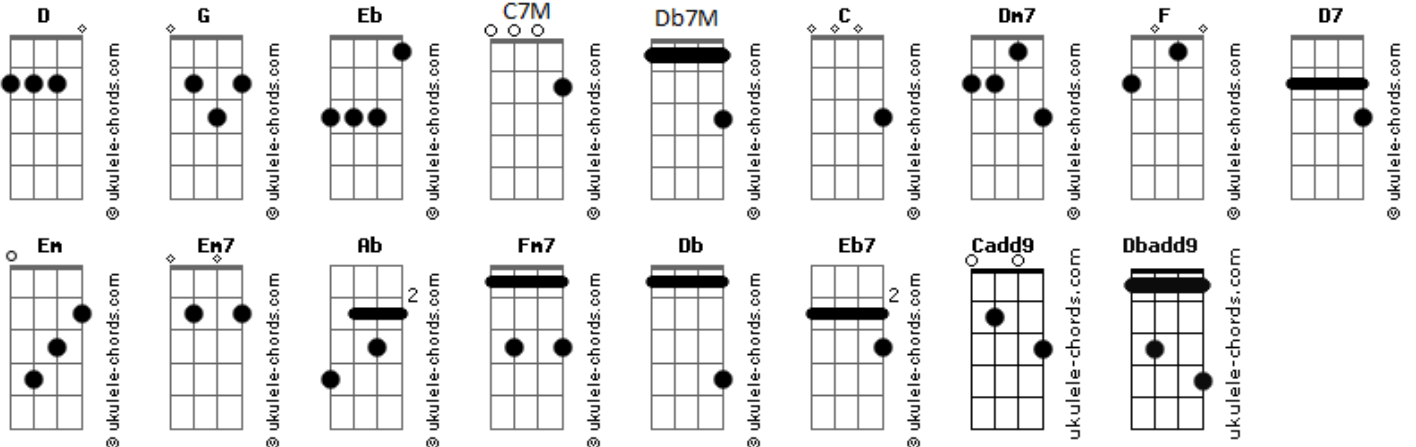 D G Eb C7M Db7M C Dm7 F D7
© ukulele-chords.com © ukulele-chords.com © ukulele-chords.com © ukulele-chords.com © ukulele-chords.com © ukulele-chords.com © ukulele-chords.com © ukulele-chords.com © ukulele-chords.com
Em Em7 Ab Fm7 Db Eb7 Cadd9 Dbadd9
2 2
© ukulele-chords.com © ukulele-chords.com © ukulele-chords.com © ukulele-chords.com © ukulele-chords.com © ukulele-chords.com ukulele-chords.com ukulele-chords.com